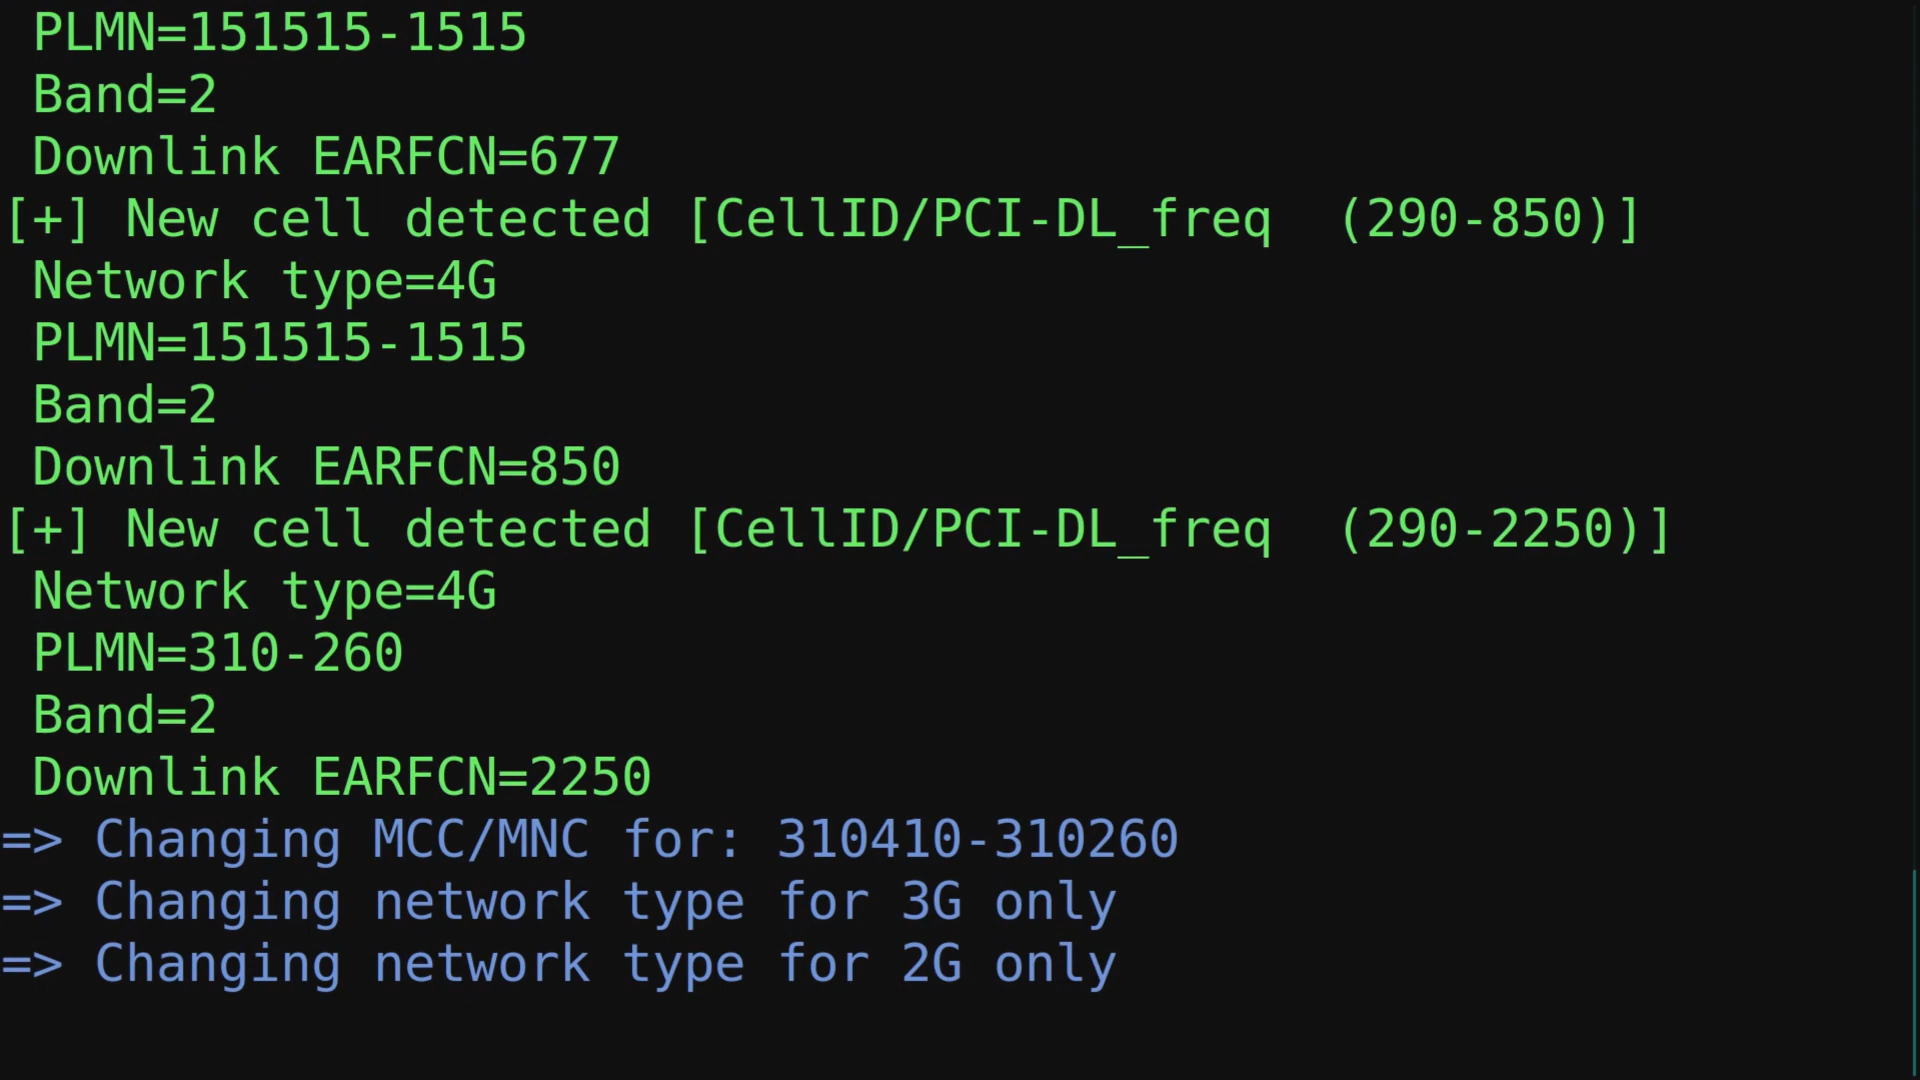 PLMN=151515-1515
Band=2
Downlink EARFCN=677
[+] New cell detected [CellID/PCI-DL_freq  (290-850)]
Network type=4G
PLMN=151515-1515
Band=2
Downlink EARFCN=850
[+] New cell detected [CellID/PCI-DL_freq  (290-2250)]
Network type=4G
PLMN=310-260
Band=2
Downlink EARFCN=2250
=> Changing MCC/MNC for: 310410-310260
=> Changing network type for 3G only
=> Changing network type for 2G only